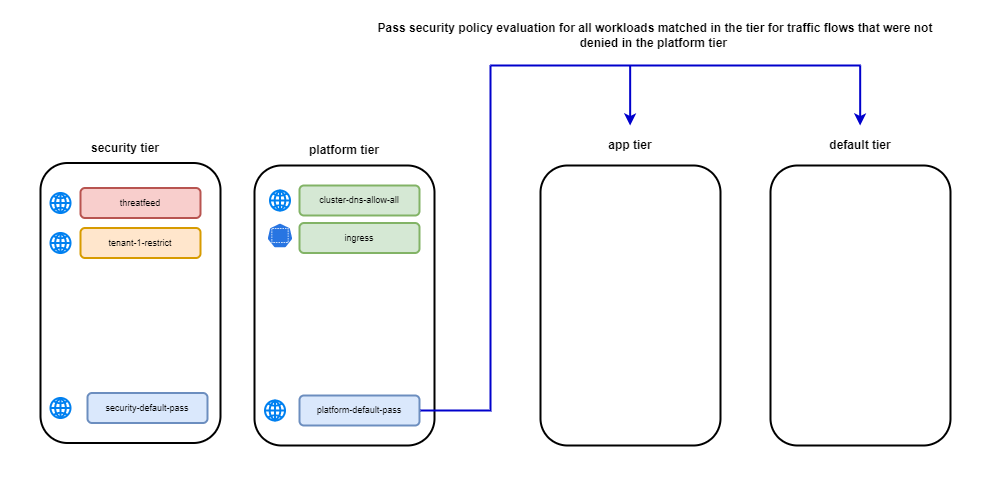 Pass security policy evaluation for all workloads matched in the tier for traffic flows that were not
denied in the platform tier
security tier
platform tier
app tier
default tier
threatfeed
tenant-1-restrict
security-default-pass
cluster-dns-allow-all
ingress
platform-default-pass